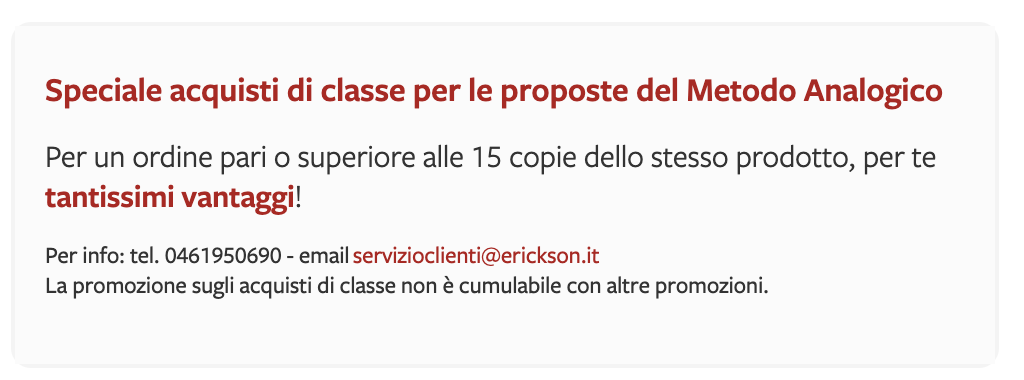 Speciale acquisti di classe per le proposte del Metodo Analogico
Per un ordine pari o superiore alle 15 copie dello stesso prodotto, per te
tantissimi vantaggi!
Per info: tel. 0461950690 - email servizioclienti@erickson.it
La promozione sugli acquisti di classe non è cumulabile con altre promozioni.